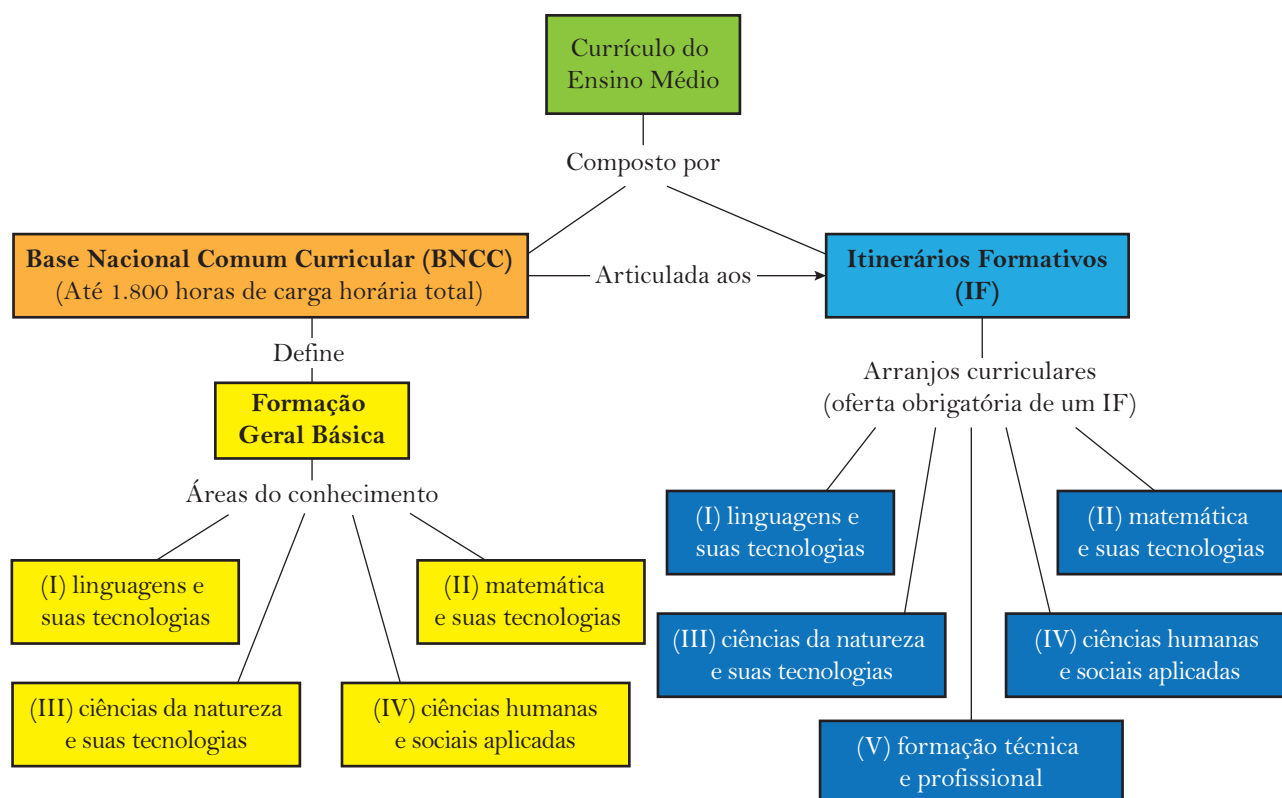 Currículo do
Ensino Médio
Composto por
Base Nacional Comum Curricular (BNCC)
(Até 1.800 horas de carga horária total)
Articulada aos
Itinerários Formativos
(IF)
Define
Formação
Geral Básica
Áreas do conhecimento
(I) linguagens e
suas tecnologias
(II) matemática
e suas tecnologias
(III) ciências da natureza
e suas tecnologias
(IV) ciências humanas
e sociais aplicadas
Arranjos curriculares
(oferta obrigatória de um IF)
(I) linguagens e
suas tecnologias
(II) matemática
e suas tecnologias
(III) ciências da natureza
e suas tecnologias
(IV) ciências humanas
e sociais aplicadas
(V) formação técnica
e profissional